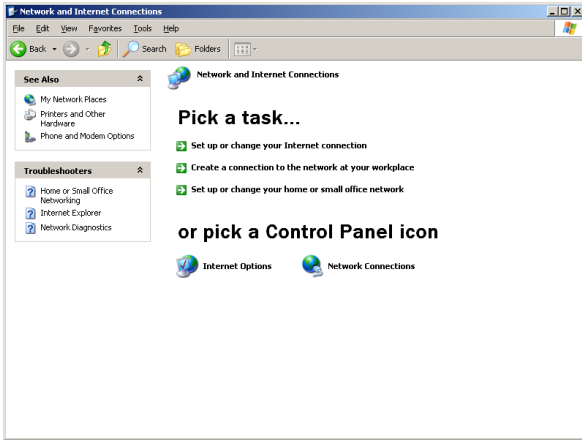 Network and Internet Connections
File Edit View Favorites Tools Help
Back Search Folders
See Also
My Network Places
Printers and Other
Hardware
Phone and Modem Options
Troubleshooters
Home or Small Office
Networking
Internet Explorer
Network Diagnostics
Network and Internet Connections
Pick a task...
Set up or change your Internet connection
Create a connection to the network at your workplace
Set up or change your home or small office network
or pick a Control Panel icon
Internet Options Network Connections